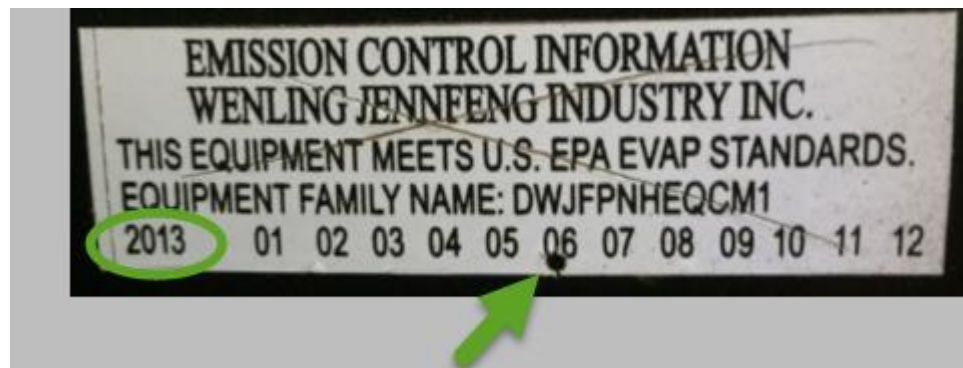 EMISSION CONTROL INFORMATION
WENLING JENNFENG INDUSTRY INC.
THIS EQUIPMENT MEETS U.S. EPA EVAP STANDARDS.
EQUIPMENT FAMILY NAME: DWJFPNHEQCM1
2013 01 02 03 04 05 06 07 08 09 10 11 12